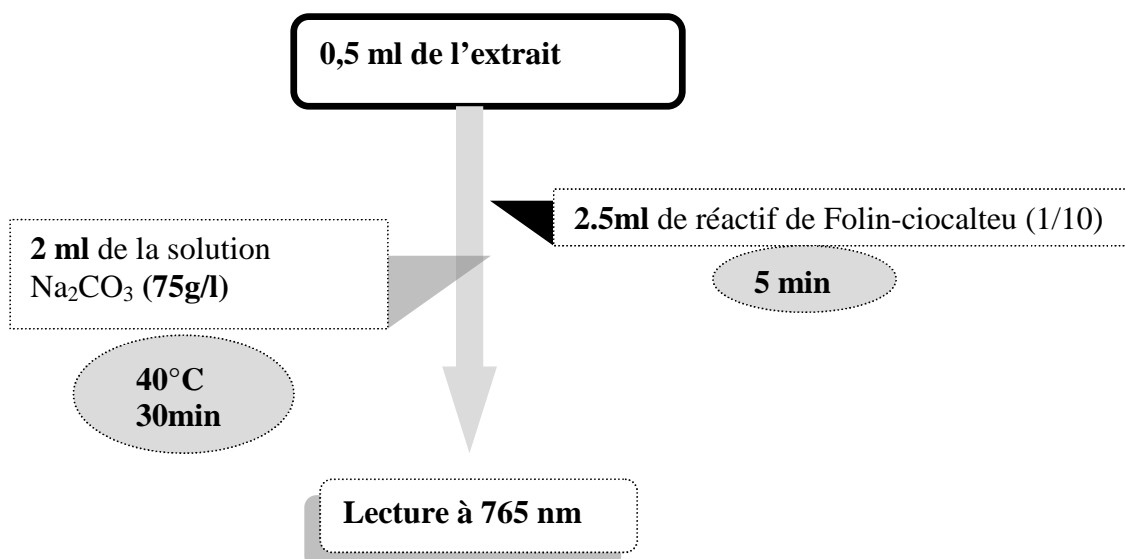 0,5 ml de l’extrait
2.5ml de réactif de Folin-ciocalteu (1/10)
5 min
2 ml de la solution
Na₂CO₃ (75g/l)
40°C
30min
Lecture à 765 nm